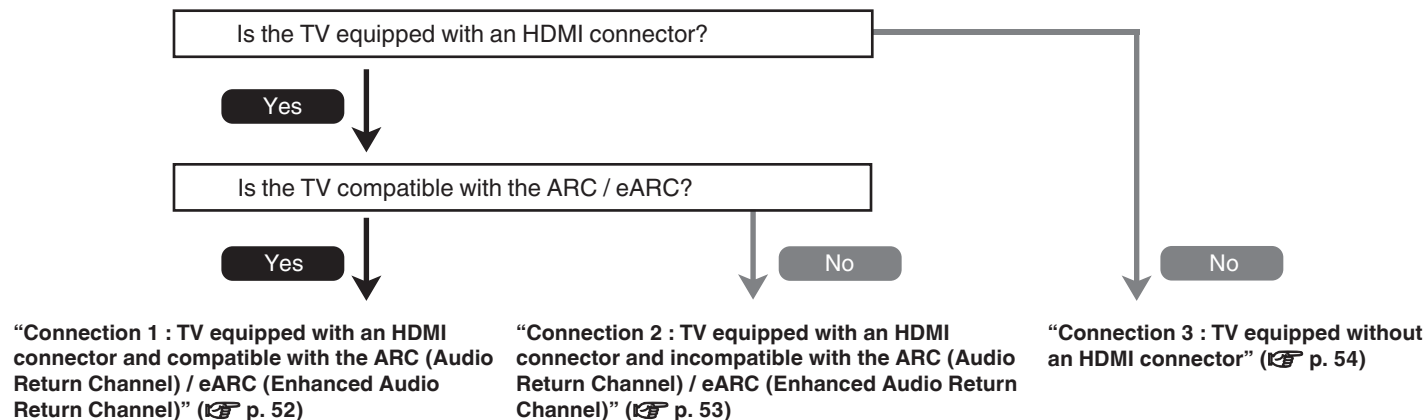 Is the TV equipped with an HDMI connector?
Yes
Is the TV compatible with the ARC / eARC?
Yes
No
No
“Connection 1 : TV equipped with an HDMI
connector and compatible with the ARC (Audio
Return Channel) / eARC (Enhanced Audio
Return Channel)” (☞ p. 52)
“Connection 2 : TV equipped with an HDMI
connector and incompatible with the ARC (Audio
Return Channel) / eARC (Enhanced Audio Return
Channel)” (☞ p. 53)
“Connection 3 : TV equipped without
an HDMI connector” (☞ p. 54)